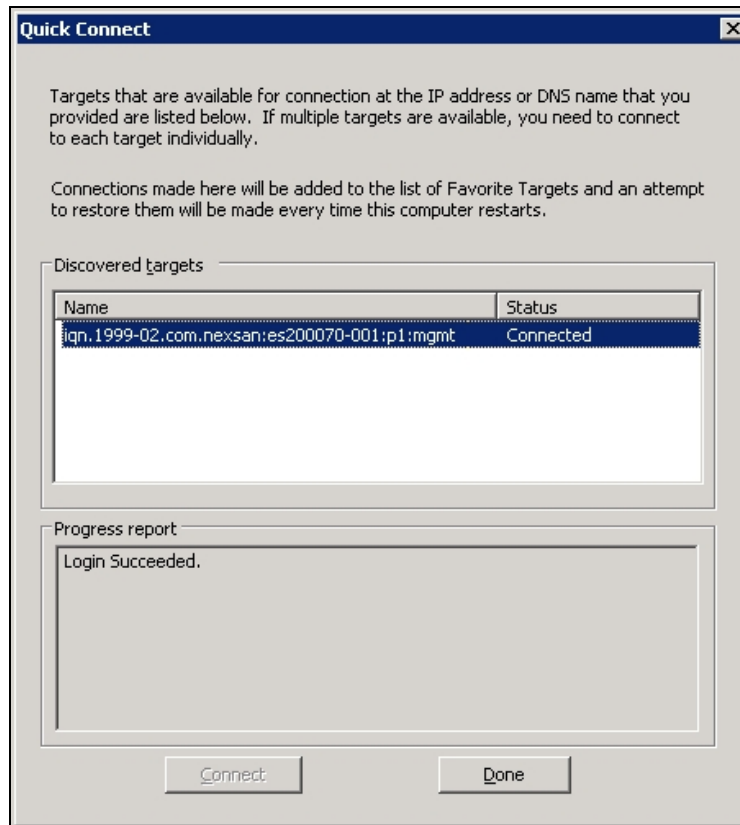 Quick Connect
Targets that are available for connection at the IP address or DNS name that you
provided are listed below.  If multiple targets are available, you need to connect
to each target individually.
Connections made here will be added to the list of Favorite Targets and an attempt
to restore them will be made every time this computer restarts.
Discovered targets
Name Status
iqn.1999-02.com.nexsan:es200070-001:p1:mgmt Connected
Progress report
Login Succeeded.
Connect Done